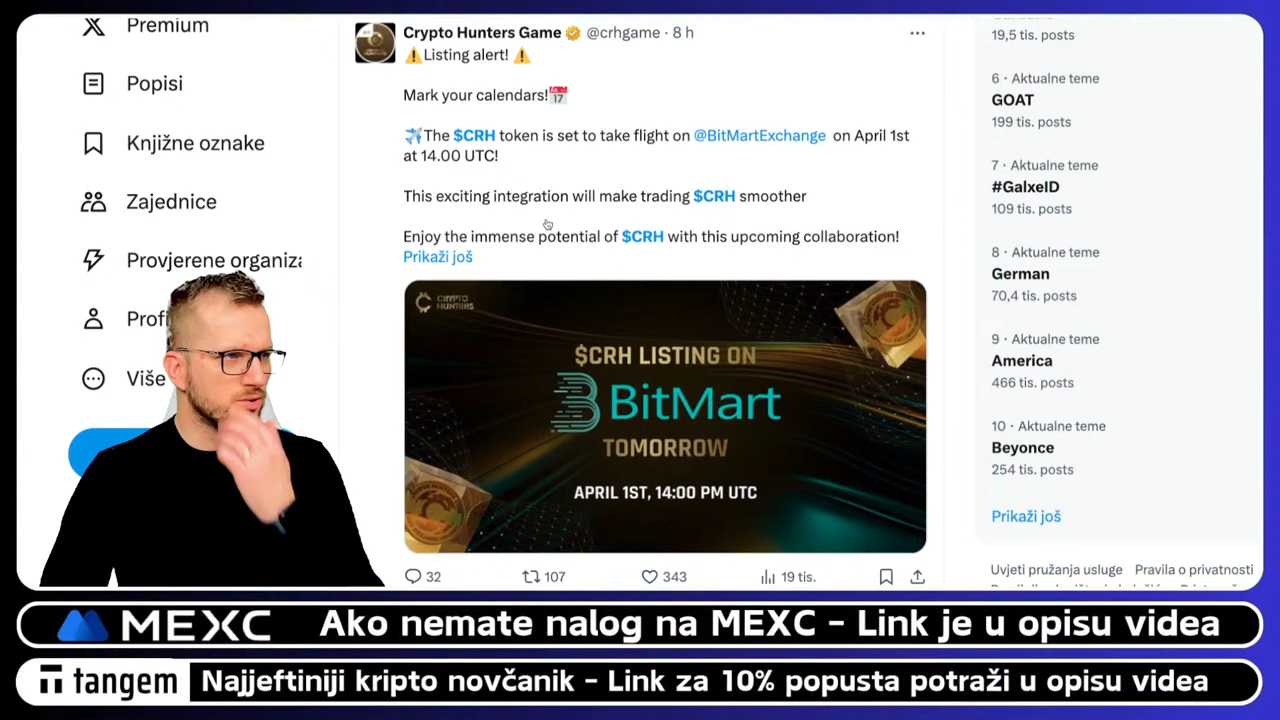 Premium
Popisi
Knjižne oznake
Zajednice
Provjerene organiza
Profi
Više
Crypto Hunters Game @crhgame · 8 h
⚠️Listing alert! ⚠️
Mark your calendars!📅
✈️The $CRH token is set to take flight on @BitMartExchange on April 1st
at 14.00 UTC!
This exciting integration will make trading $CRH smoother
Enjoy the immense potential of $CRH with this upcoming collaboration!
Prikaži još
CRYPTO
HUNTERS
$CRH LISTING ON
BitMart
TOMORROW
APRIL 1ST, 14:00 PM UTC
32 107 343 19 tis.
19,5 tis. posts
6 · Aktualne teme
GOAT
199 tis. posts
7 · Aktualne teme
#GalxeID
109 tis. posts
8 · Aktualne teme
German
70,4 tis. posts
9 · Aktualne teme
America
466 tis. posts
10 · Aktualne teme
Beyonce
254 tis. posts
Prikaži još
Uvjeti pružanja usluge Pravila o privatnosti
MEXC Ako nemate nalog na MEXC - Link je u opisu videa
tangem Najjeftiniji kripto novčanik - Link za 10% popusta potraži u opisu videa